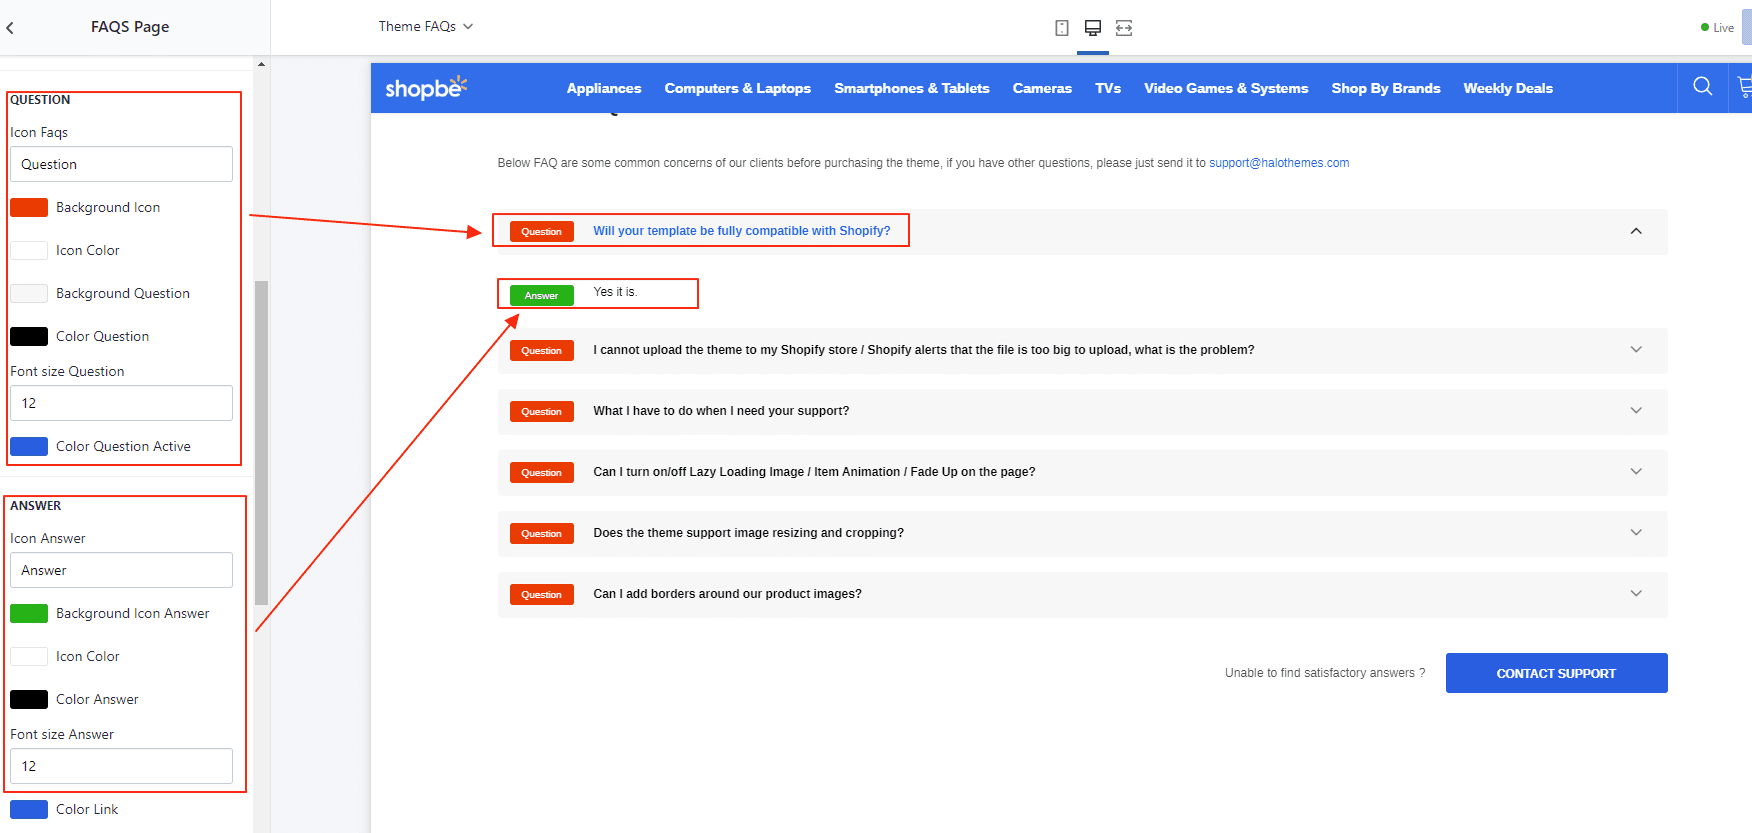 FAQS Page
Theme FAQs
Live
QUESTION
Icon Faqs
Question
Background Icon
Icon Color
Background Question
Color Question
Font size Question
12
Color Question Active
ANSWER
Icon Answer
Answer
Background Icon Answer
Icon Color
Color Answer
Font size Answer
12
Color Link
shopbe
Appliances Computers & Laptops Smartphones & Tablets Cameras TVs Video Games & Systems Shop By Brands Weekly Deals
Below FAQ are some common concerns of our clients before purchasing the theme, if you have other questions, please just send it to support@halothemes.com
Question Will your template be fully compatible with Shopify?
Answer Yes it is.
Question I cannot upload the theme to my Shopify store / Shopify alerts that the file is too big to upload, what is the problem?
Question What I have to do when I need your support?
Question Can I turn on/off Lazy Loading Image / Item Animation / Fade Up on the page?
Question Does the theme support image resizing and cropping?
Question Can I add borders around our product images?
Unable to find satisfactory answers ? CONTACT SUPPORT